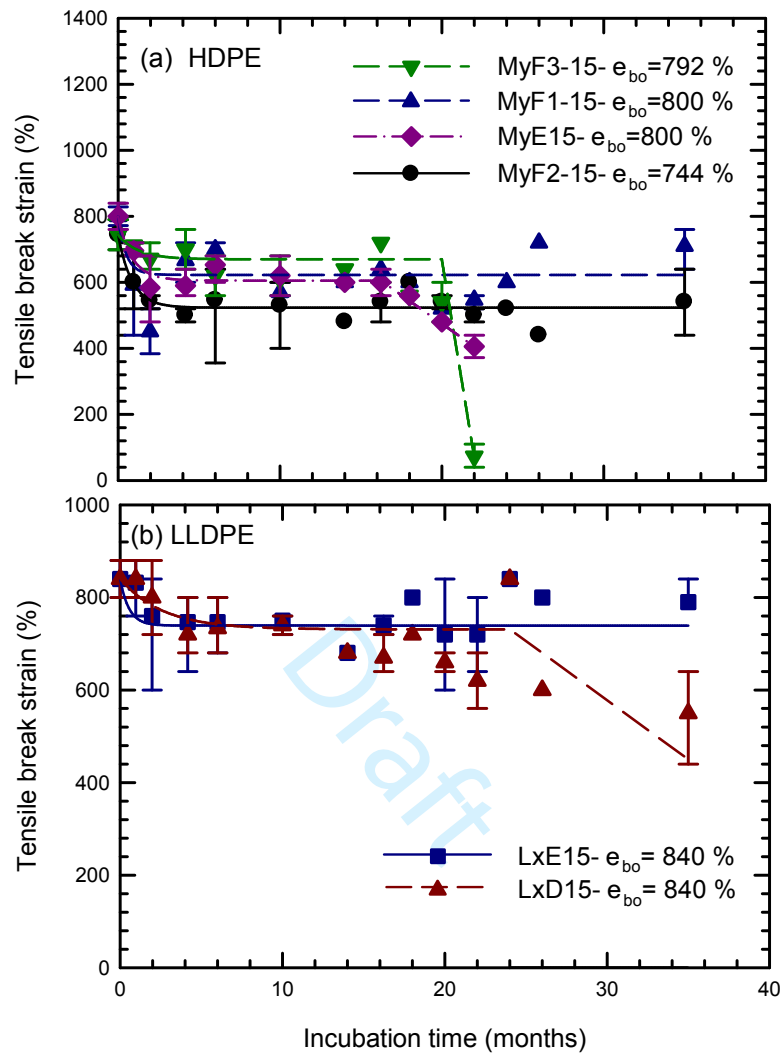 1400
(a) HDPE
MyF3-15- e_bo=792 %
1200
MyF1-15- e_bo=800 %
MyE15- e_bo=800 %
1000
MyF2-15- e_bo=744 %
Tensile break strain (%)
800
600
400
200
0
1000
(b) LLDPE
Tensile break strain (%)
800
600
Draft
400
LxE15- e_bo= 840 %
200
LxD15- e_bo= 840 %
0
0 10 20 30 40
Incubation time (months)